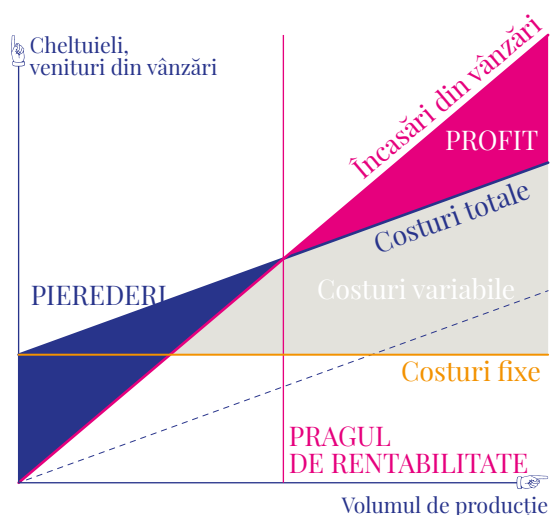 Cheltuieli,
venituri din vânzări
Încasări din vânzări
PROFIT
Costuri totale
PIEREDERI
Costuri variabile
Costuri fixe
PRAGUL
DE RENTABILITATE
Volumul de producție